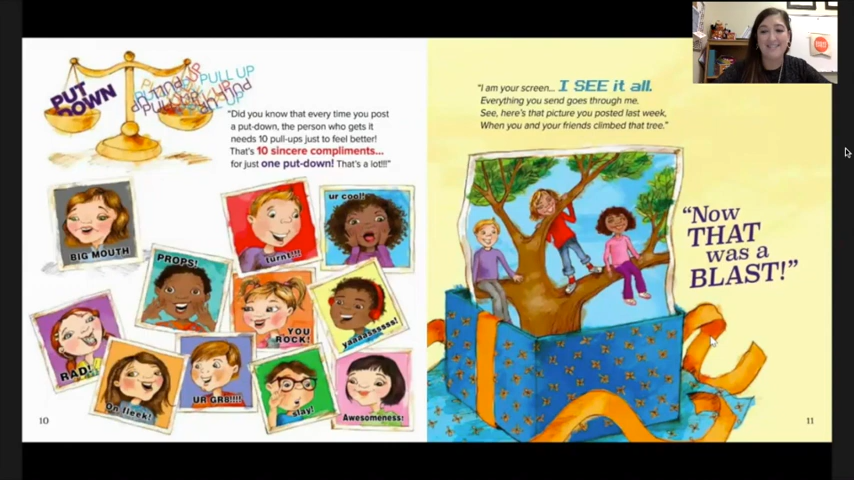 PUT
DOWN
PULL UP
"Did you know that every time you post
a put-down, the person who gets it
needs 10 pull-ups just to feel better!
That's 10 sincere compliments...
for just one put-down! That's a lot!!!"
BIG MOUTH
turnt!!!
ur cool!
PROPS!
YOU
ROCK!
yaaaassssss!
RAD!
On fleek!
UR GR8!!!!
slay!
Awesomeness!
10
"I am your screen... I SEE it all.
Everything you send goes through me.
See, here's that picture you posted last week,
When you and your friends climbed that tree."
"Now
THAT
was a
BLAST!"
11